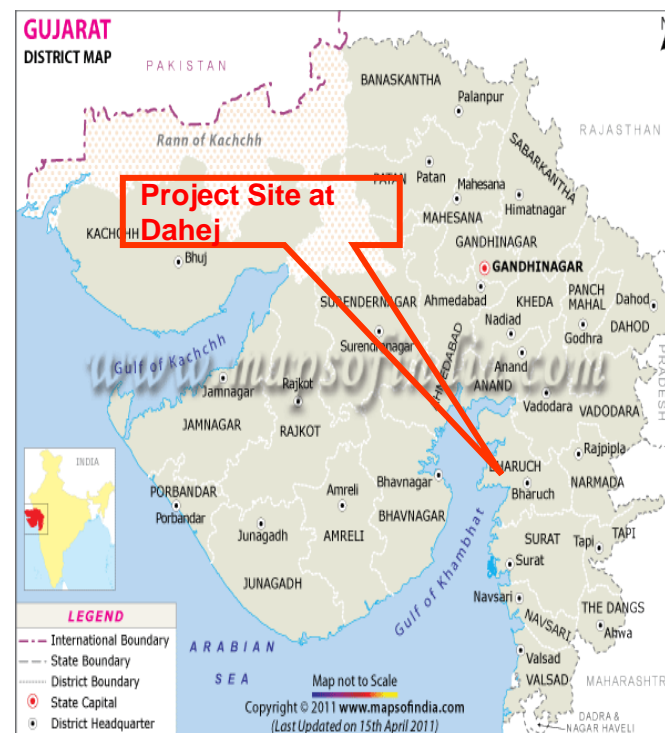 GUJARAT
DISTRICT MAP
PAKISTAN
N
BANASKANTHA
Palanpur
RAJASTHAN
Rann of Kachchh
SABARKANTHA
PATAN
Patan
Mahesana
Project Site at
Dahej
Himatnagar
MAHESANA
KACHCHH
GANDHINAGAR
Bhuj
GANDHINAGAR
SURENDERNAGAR
Ahmedabad
KHEDA
PANCH
MAHAL
Dahod
DAHOD
Nadiad
Godhra
Surendranagar
AHMEDABAD
Gulf of Kachchh
www.mapsofindia.com
Anand
ANAND
PRADESH
Jamnagar
Rajkot
Vadodara
VADODARA
JAMNAGAR
RAJKOT
Rajpipla
INDIA
BHARUCH
Bhavnagar
Bharuch
NARMADA
PORBANDAR
Porbandar
Amreli
BHAVNAGAR
Junagadh
AMRELI
SURAT
Tapi
TAPI
Surat
JUNAGADH
Gulf of Khambhat
Navsari
THE DANGS
NAVSARI
Ahwa
LEGEND
International Boundary
State Boundary
District Boundary
State Capital
District Headquarter
ARABIAN
SEA
Valsad
VALSAD
MAHARASHTR
Map not to Scale
Copyright © 2011 www.mapsofindia.com
(Last Updated on 15th April 2011)
DADRA &
NAGAR HAVELI